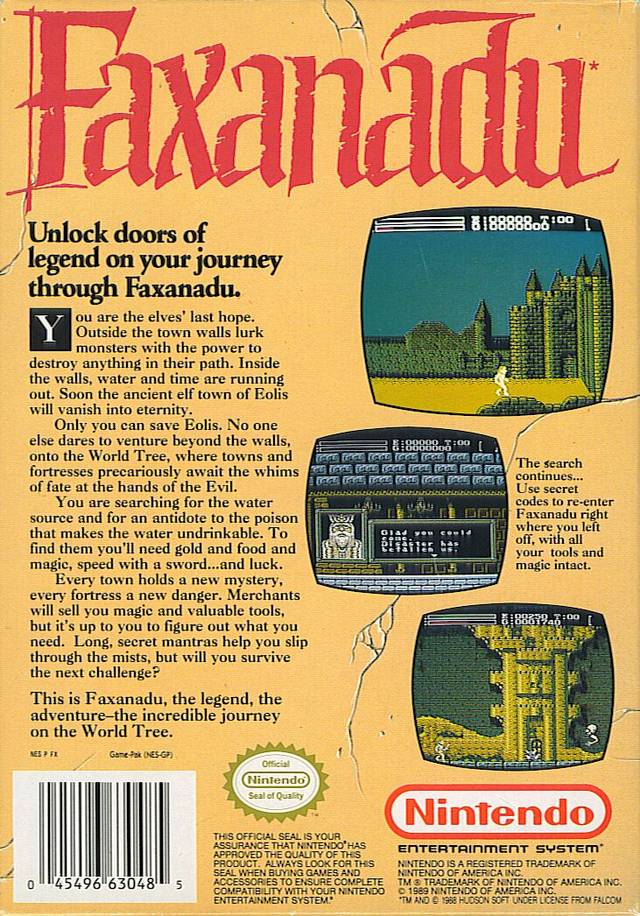 Faxanadu*
Unlock doors of
legend on your journey
through Faxanadu.
You are the elves' last hope.
Outside the town walls lurk
monsters with the power to
destroy anything in their path. Inside
the walls, water and time are running
out. Soon the ancient elf town of Eolis
will vanish into eternity.
Only you can save Eolis. No one
else dares to venture beyond the walls,
onto the World Tree, where towns and
fortresses precariously await the whims
of fate at the hands of the Evil.
You are searching for the water
source and for an antidote to the poison
that makes the water undrinkable. To
find them you'll need gold and food and
magic, speed with a sword...and luck.
Every town holds a new mystery,
every fortress a new danger. Merchants
will sell you magic and valuable tools,
but it's up to you to figure out what you
need. Long, secret mantras help you slip
through the mists, but will you survive
the next challenge?
This is Faxanadu, the legend, the
adventure–the incredible journey
on the World Tree.
E:00000 T:00
G:0000000
E:00000 T:00
G:0000000
Glad you could
come.
Disaster has
befallen us.
The search
continues...
Use secret
codes to re-enter
Faxanadu right
where you left
off, with all
your tools and
magic intact.
E:00250 T:00
G:0001740
NES P FX
Game-Pak (NES-GP)
0 45496 63048 5
Official
Nintendo
Seal of Quality
TM
THIS OFFICIAL SEAL IS YOUR
ASSURANCE THAT NINTENDO® HAS
APPROVED THE QUALITY OF THIS
PRODUCT. ALWAYS LOOK FOR THIS
SEAL WHEN BUYING GAMES AND
ACCESSORIES TO ENSURE COMPLETE
COMPATIBILITY WITH YOUR NINTENDO
ENTERTAINMENT SYSTEM.®
Nintendo
ENTERTAINMENT SYSTEM®
NINTENDO IS A REGISTERED TRADEMARK OF
NINTENDO OF AMERICA INC.
TM ® TRADEMARK OF NINTENDO OF AMERICA INC.
© 1989 NINTENDO OF AMERICA INC.
*TM AND © 1988 HUDSON SOFT UNDER LICENSE FROM FALCOM